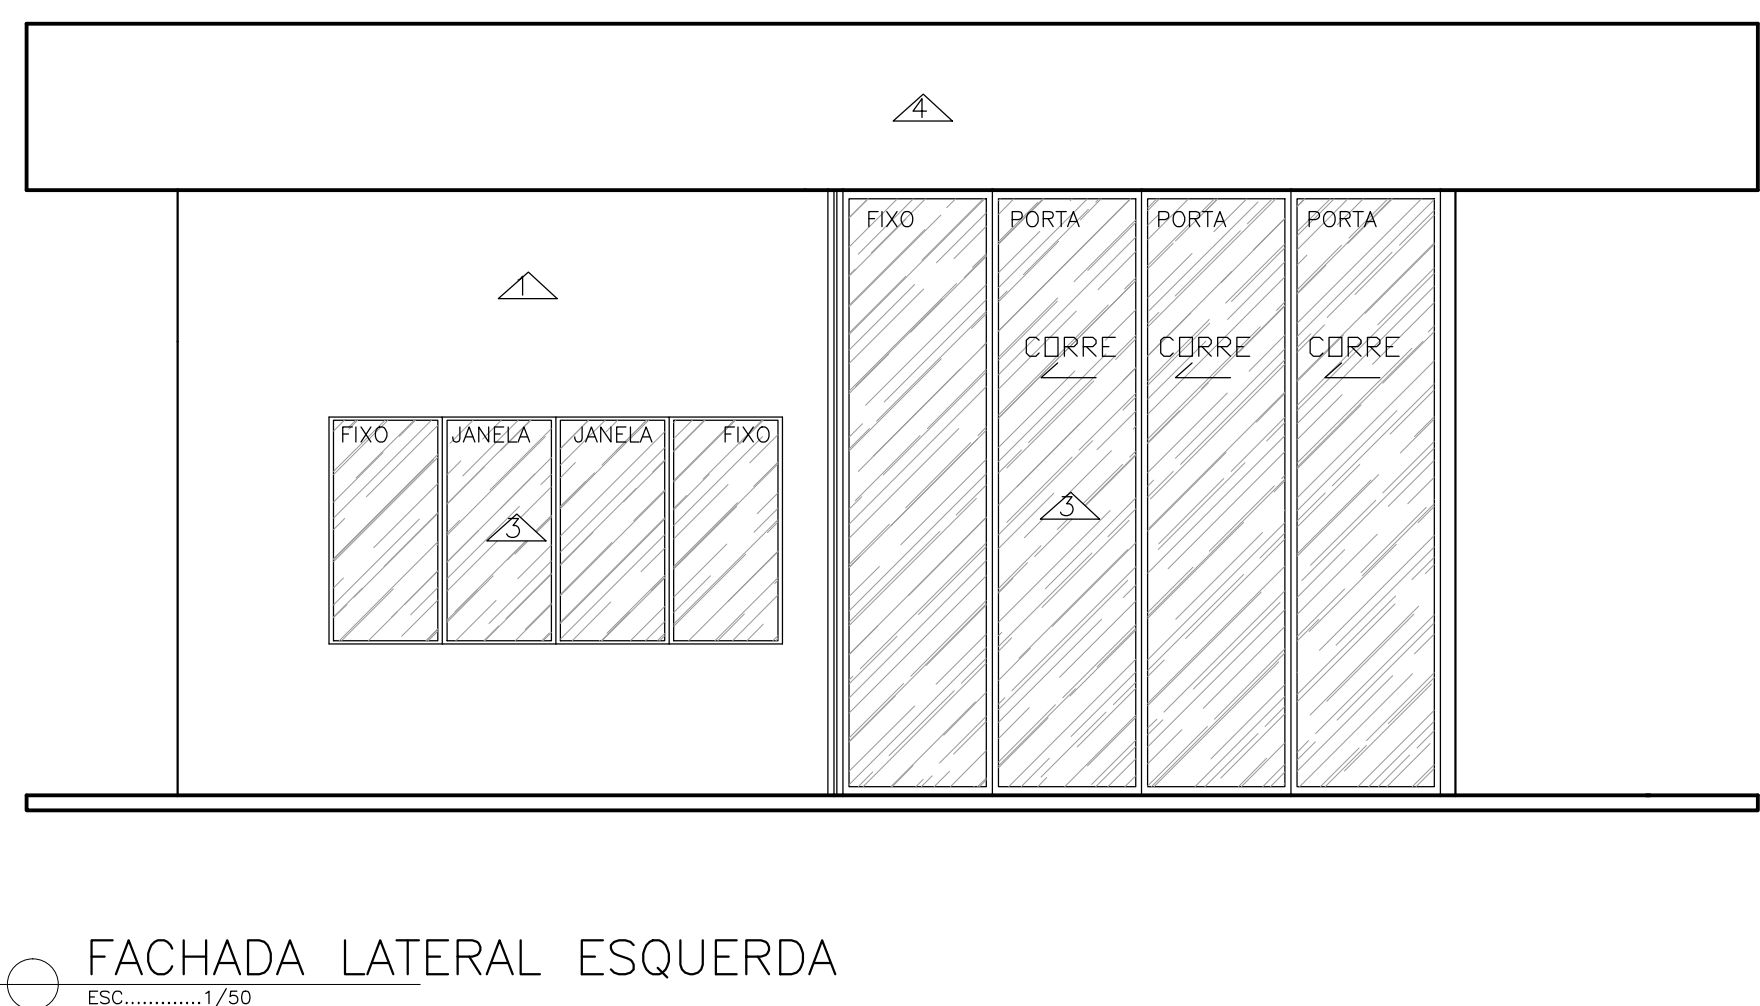 4
FIXO PORTA PORTA PORTA
1
CORRE CORRE CORRE
FIXO JANELA JANELA FIXO
3
3
FACHADA LATERAL ESQUERDA
ESC.............1/50